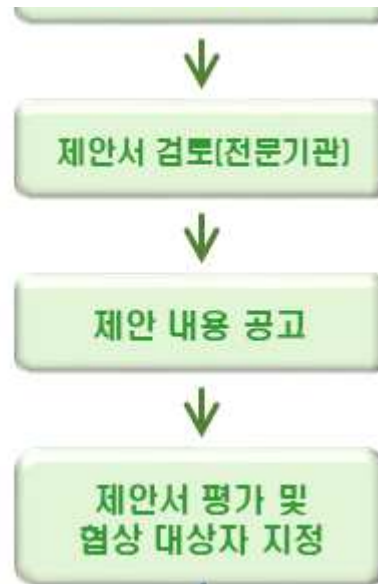 제안서 검토(전문기관)
제안 내용 공고
제안서 평가 및
협상 대상자 지정